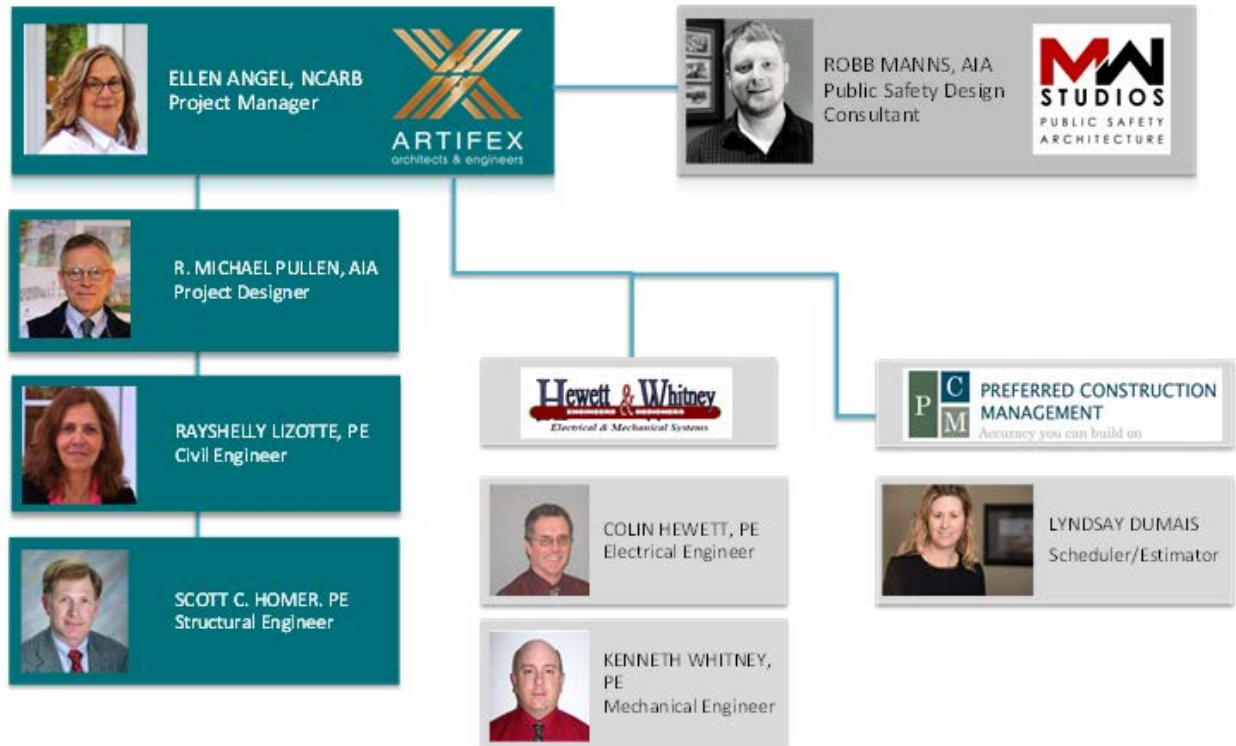 ELLEN ANGEL, NCARB
Project Manager
ARTIFEX
architects & engineers
ROBB MANNS, AIA
Public Safety Design
Consultant
MW
STUDIOS
PUBLIC SAFETY
ARCHITECTURE
R. MICHAEL PULLEN, AIA
Project Designer
RAYSHELLY LIZOTTE, PE
Civil Engineer
SCOTT C. HOMER. PE
Structural Engineer
Hewett & Whitney
ENGINEERS DESIGNERS
Electrical & Mechanical Systems
COLIN HEWETT, PE
Electrical Engineer
KENNETH WHITNEY,
PE
Mechanical Engineer
P C M
PREFERRED CONSTRUCTION
MANAGEMENT
Accuracy you can build on
LYNDSAY DUMAIS
Scheduler/Estimator